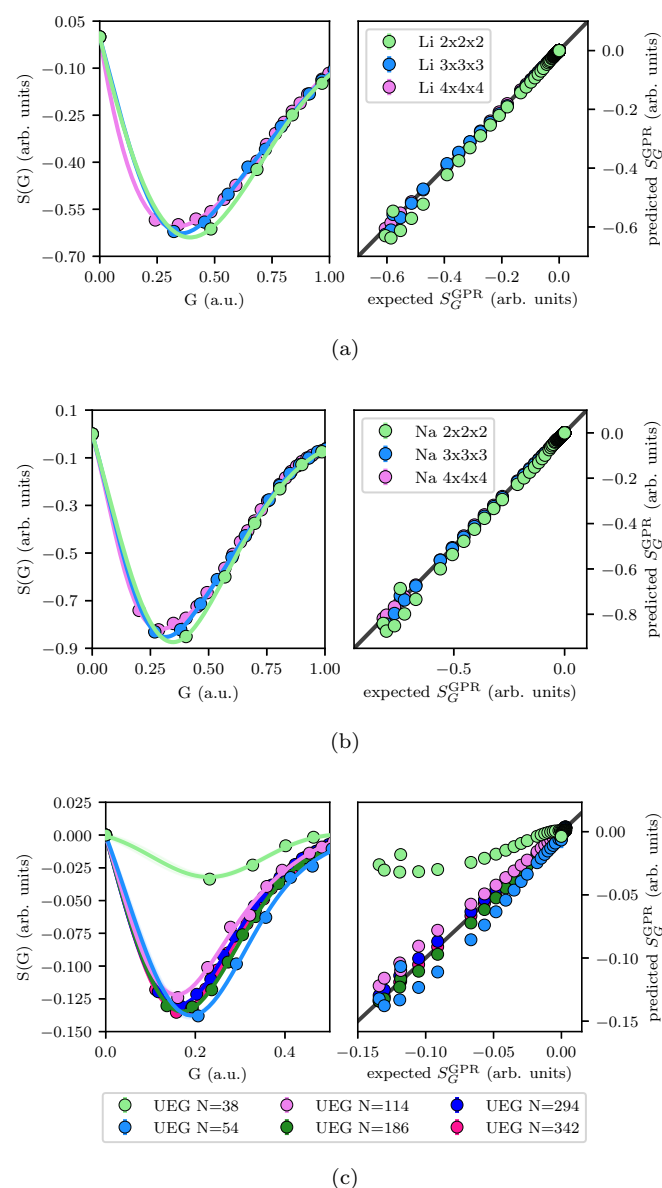 0.05
−0.10
−0.25
−0.40
−0.55
−0.70
S(G) (arb. units)
0.00 0.25 0.50 0.75 1.00
G (a.u.)
Li 2x2x2
Li 3x3x3
Li 4x4x4
0.0
−0.2
−0.4
−0.6
predicted S_G^GPR (arb. units)
−0.6 −0.4 −0.2 0.0
expected S_G^GPR (arb. units)
(a)
0.1
−0.1
−0.3
−0.5
−0.7
−0.9
S(G) (arb. units)
0.00 0.25 0.50 0.75 1.00
G (a.u.)
Na 2x2x2
Na 3x3x3
Na 4x4x4
0.0
−0.2
−0.4
−0.6
−0.8
predicted S_G^GPR (arb. units)
−0.5 0.0
expected S_G^GPR (arb. units)
(b)
0.025
0.000
−0.025
−0.050
−0.075
−0.100
−0.125
−0.150
S(G) (arb. units)
0.0 0.2 0.4
G (a.u.)
0.00
−0.05
−0.10
−0.15
predicted S_G^GPR (arb. units)
−0.15 −0.10 −0.05 0.00
expected S_G^GPR (arb. units)
UEG N=38 UEG N=114 UEG N=294
UEG N=54 UEG N=186 UEG N=342
(c)